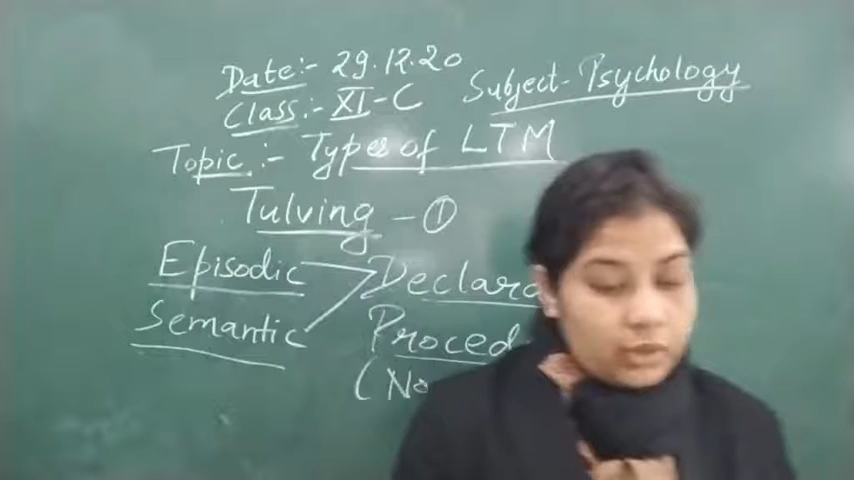 Date:- 29.12.20
Subject- Psychology
Class:- XI-C
Topic:- Types of LTM
Tulving - ①
Episodic Declara
Semantic Proced
(No